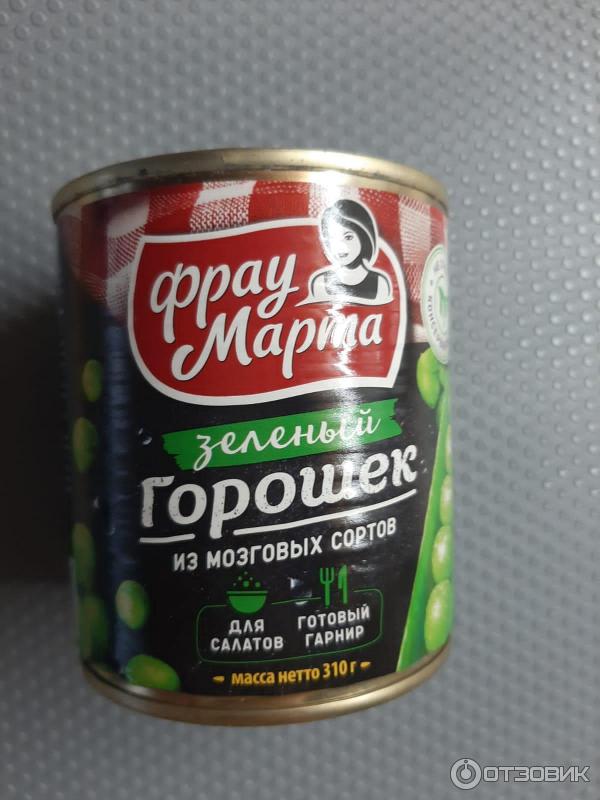 Фрау
Марта
зеленый
Горошек
ИЗ МОЗГОВЫХ СОРТОВ
ДЛЯ
САЛАТОВ
ГОТОВЫЙ
ГАРНИР
масса нетто 310 г
ОТЗОВИК